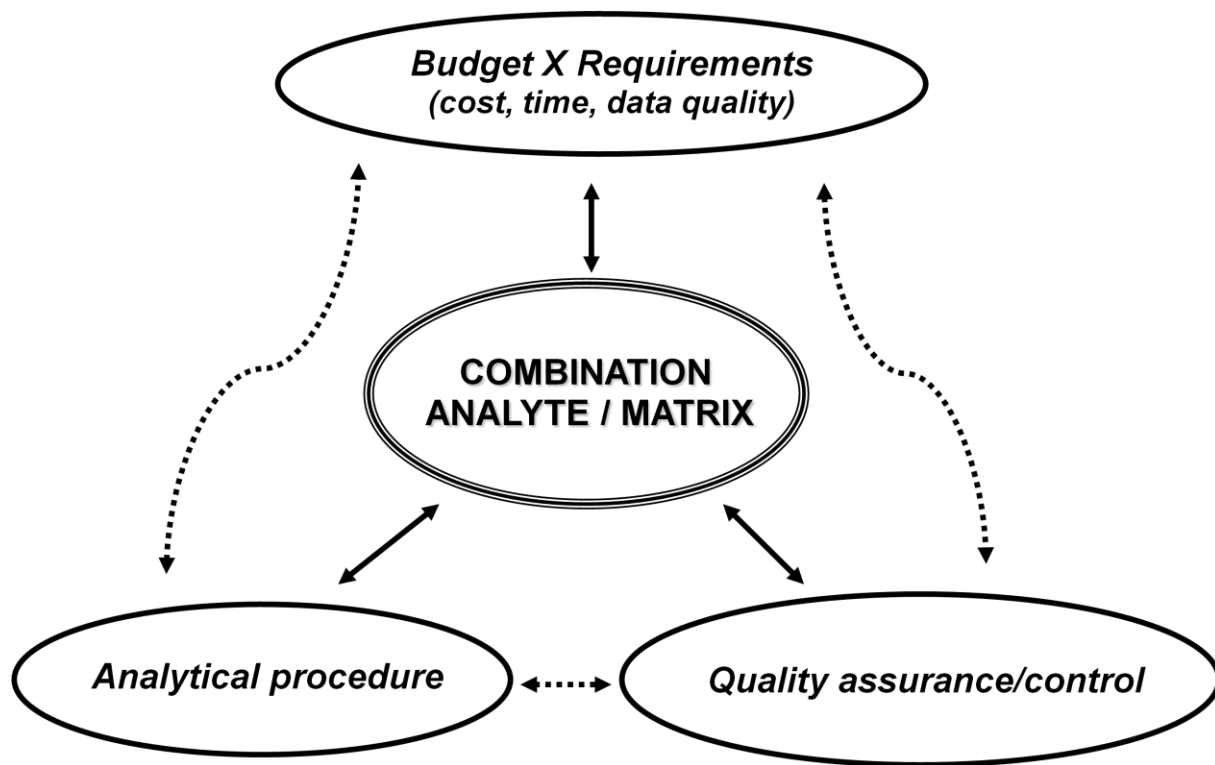 Budget X Requirements
(cost, time, data quality)
COMBINATION
ANALYTE / MATRIX
Analytical procedure
Quality assurance/control